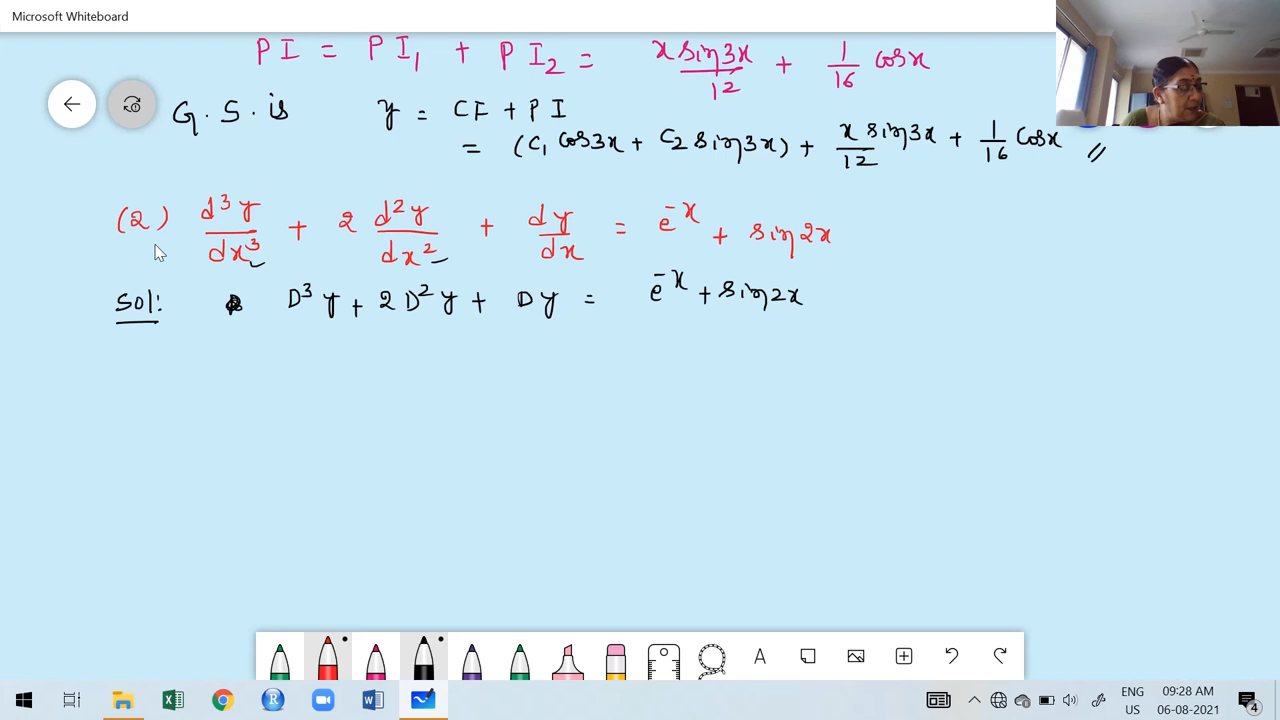 Microsoft Whiteboard
PI = PI₁ + PI₂ = x sin3x/12 + 1/16 cosx
G.S. is y = CF + PI
= (C₁ cos3x + C₂ sin3x) + x/12 sin3x + 1/16 cosx //
(2) d³y/dx³ + 2 d²y/dx² + dy/dx = e⁻ˣ + sin2x
Sol: D³y + 2D²y + Dy = e⁻ˣ + sin2x
A
X W
R
ENG 09:28 AM
US 06-08-2021
4